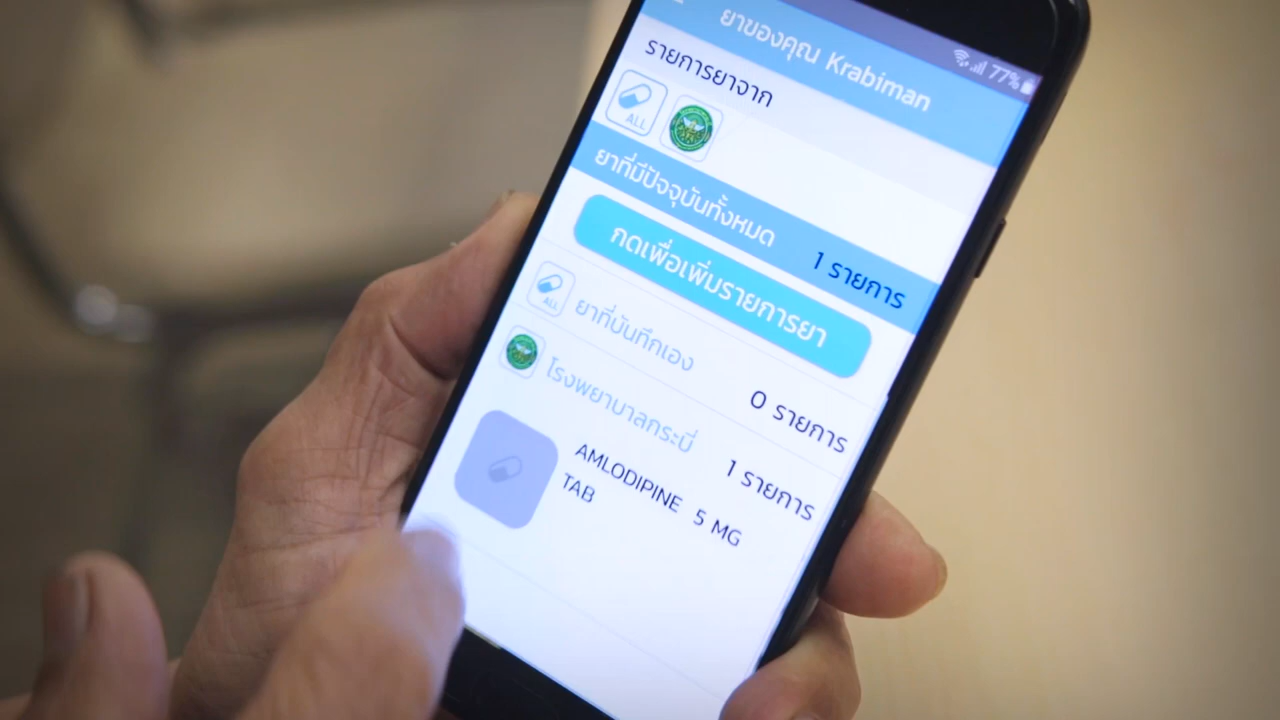 77%
ยาของคุณ Krabiman
รายการยาจาก
ALL
ยาที่มีปัจจุบันทั้งหมด 1 รายการ
กดเพื่อเพิ่มรายการยา
ALL ยาที่บันทึกเอง 0 รายการ
โรงพยาบาลกระบี่ 1 รายการ
AMLODIPINE 5 MG
TAB